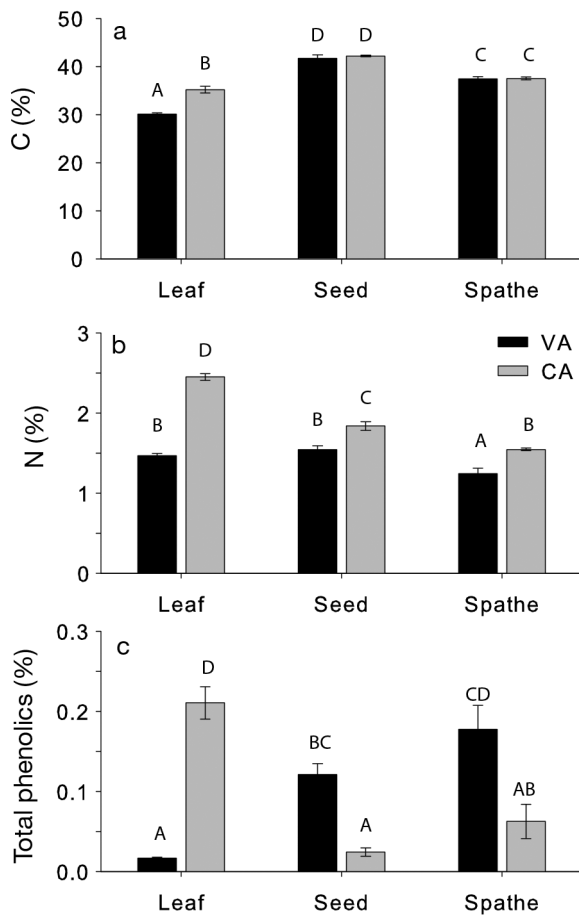 a
C (%)
50
40
30
20
10
0
A
B
D
D
C
C
Leaf Seed Spathe
b
N (%)
3
2
1
0
B
D
B
C
A
B
VA
CA
Leaf Seed Spathe
c
Total phenolics (%)
0.3
0.2
0.1
0.0
A
D
BC
A
CD
AB
Leaf Seed Spathe